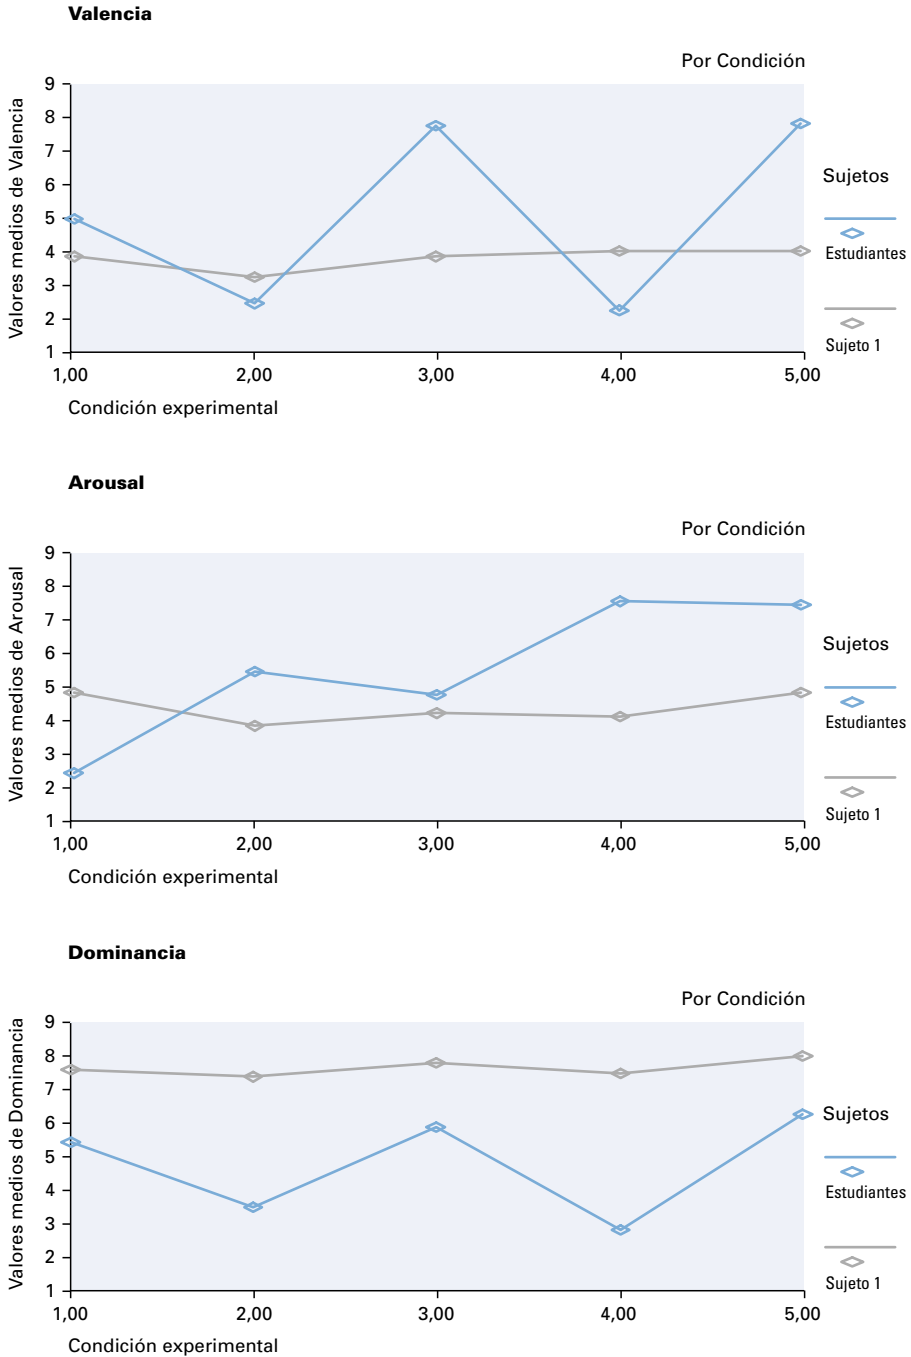 Valencia
Por Condición
Valores medios de Valencia
9
8
7
6
5
4
3
2
1
1,00 2,00 3,00 4,00 5,00
Condición experimental
Sujetos
Estudiantes
Sujeto 1
Arousal
Por Condición
Valores medios de Arousal
9
8
7
6
5
4
3
2
1
1,00 2,00 3,00 4,00 5,00
Condición experimental
Sujetos
Estudiantes
Sujeto 1
Dominancia
Por Condición
Valores medios de Dominancia
9
8
7
6
5
4
3
2
1
1,00 2,00 3,00 4,00 5,00
Condición experimental
Sujetos
Estudiantes
Sujeto 1